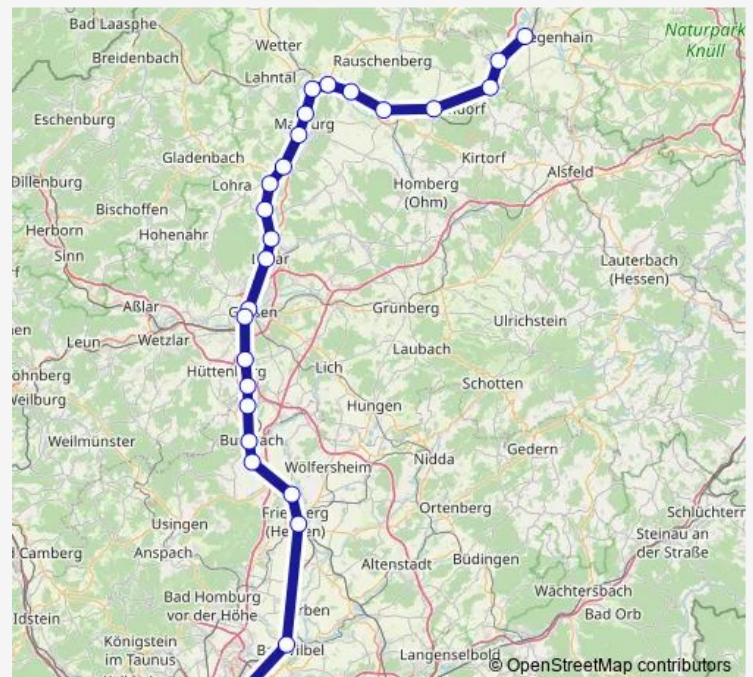 Bad Laasphe
Naturpark
Knüll
Wetter
Breidenbach
Rauschenberg
Lahntal
Eschenburg
Gladenbach
Kirtorf
Dillenburg
Lohra
Homberg
(Ohm)
Alsfeld
Bischoffen
Herborn
Hohenahr
Sinn
Lauterbach
(Hessen)
Aßlar
Grünberg
Ulrichstein
Leun
Wetzlar
Laubach
Lich
Schotten
Hungen
Weilmünster
Gedern
Nidda
Wölfersheim
Ortenberg
Usingen
(Hessen)
Schlüchtern
Steinau an
der Straße
Anspach
Camberg
Altenstadt
Büdingen
Wächtersbach
Bad Homburg
vor der Höhe
Bad Orb
Idstein
Königstein
im Taunus
Langenselbold
© OpenStreetMap contributors